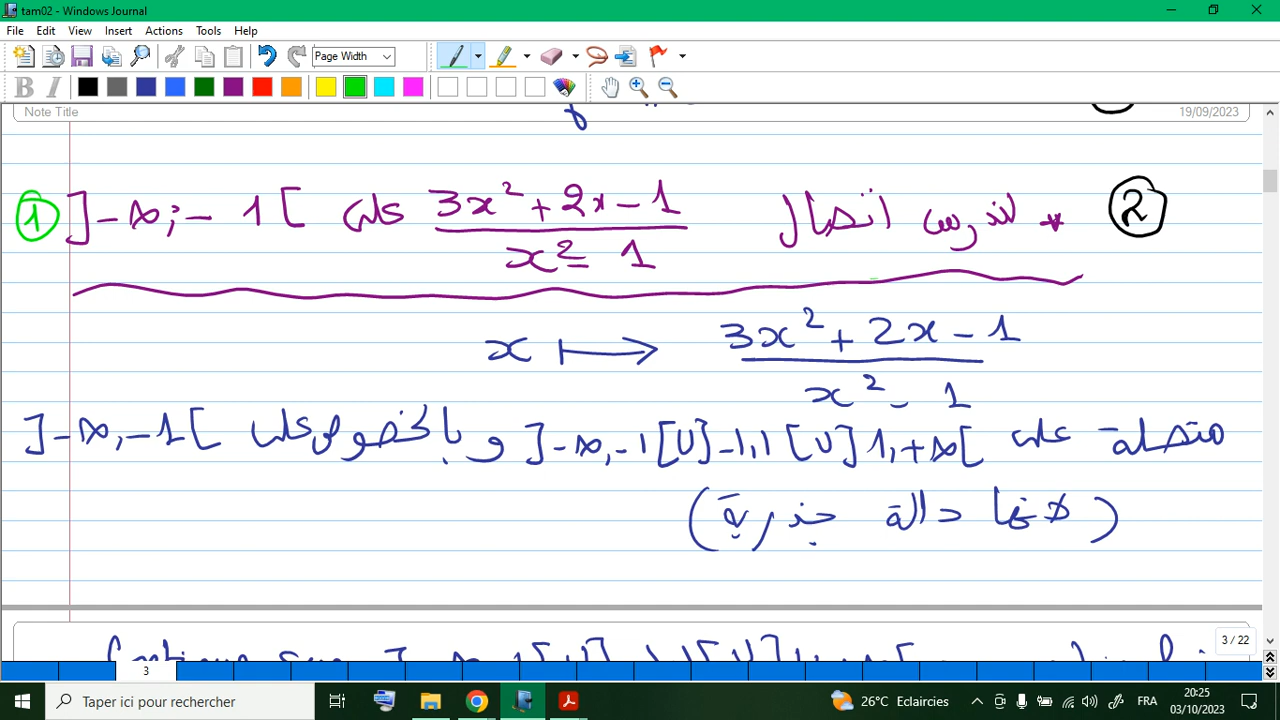 tam02 - Windows Journal
File Edit View Insert Actions Tools Help
Page Width
Note Title 19/09/2023
② * لندرس اتصال (3x² + 2x - 1)/(x² - 1) على ]-∞; -1[ ①
x ↦ (3x² + 2x - 1)/(x² - 1)
متصلة على ]-∞, -1[ U ]-1, 1[ U ]1, +∞[ و بالخصوص على ]-∞, -1[
(لأنها دالة جذرية)
3 / 22
Continue sur
3
Taper ici pour rechercher
26°C Eclaircies
FRA
20:25
03/10/2023